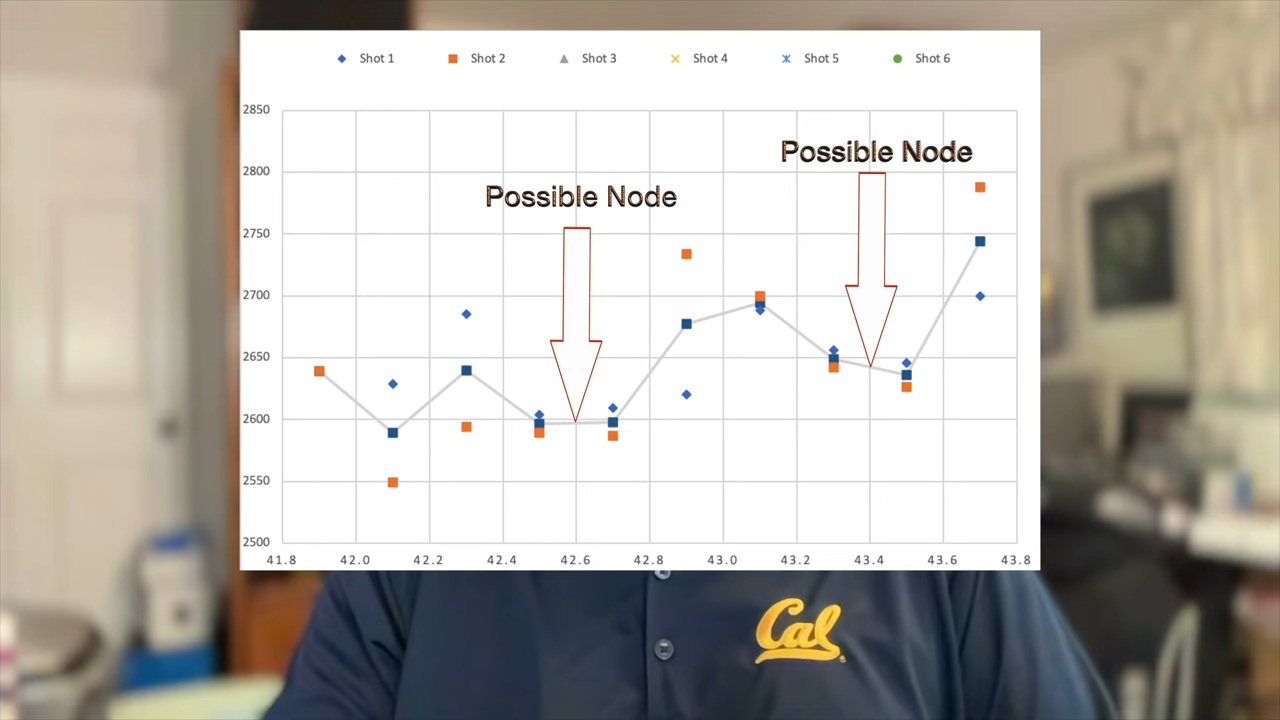 Shot 1 Shot 2 Shot 3 Shot 4 Shot 5 Shot 6
2850
Possible Node
2800
Possible Node
2750
2700
2650
2600
2550
2500
41.8 42.0 42.2 42.4 42.6 42.8 43.0 43.2 43.4 43.6 43.8
Cal